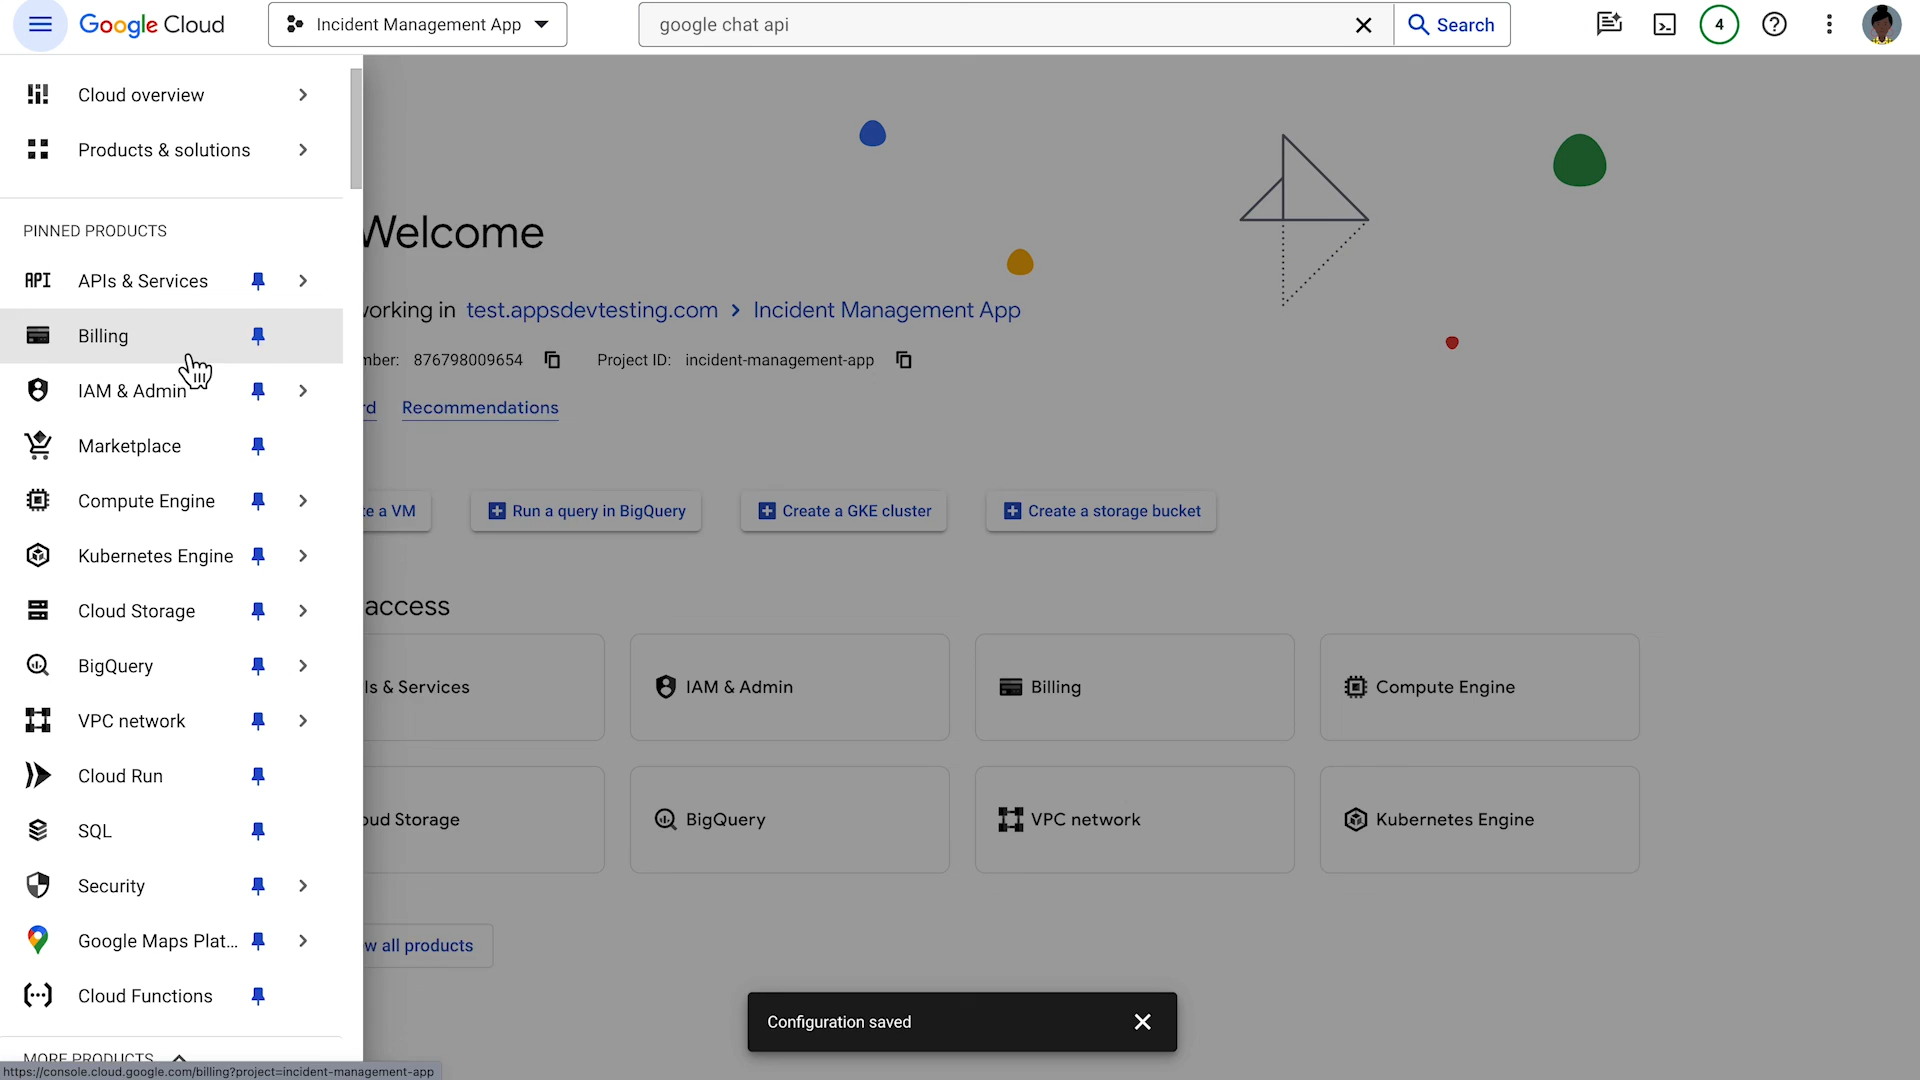 Google Cloud
Incident Management App
google chat api
Search
4
Cloud overview
Products & solutions
PINNED PRODUCTS
API APIs & Services
Billing
IAM & Admin
Marketplace
Compute Engine
Kubernetes Engine
Cloud Storage
BigQuery
VPC network
Cloud Run
SQL
Security
Google Maps Plat...
Cloud Functions
MORE PRODUCTS
https://console.cloud.google.com/billing?project=incident-management-app
Welcome
working in test.appsdevtesting.com > Incident Management App
mber: 876798009654 Project ID: incident-management-app
rd Recommendations
te a VM
Run a query in BigQuery
Create a GKE cluster
Create a storage bucket
access
Is & Services
IAM & Admin
Billing
Compute Engine
oud Storage
BigQuery
VPC network
Kubernetes Engine
w all products
Configuration saved